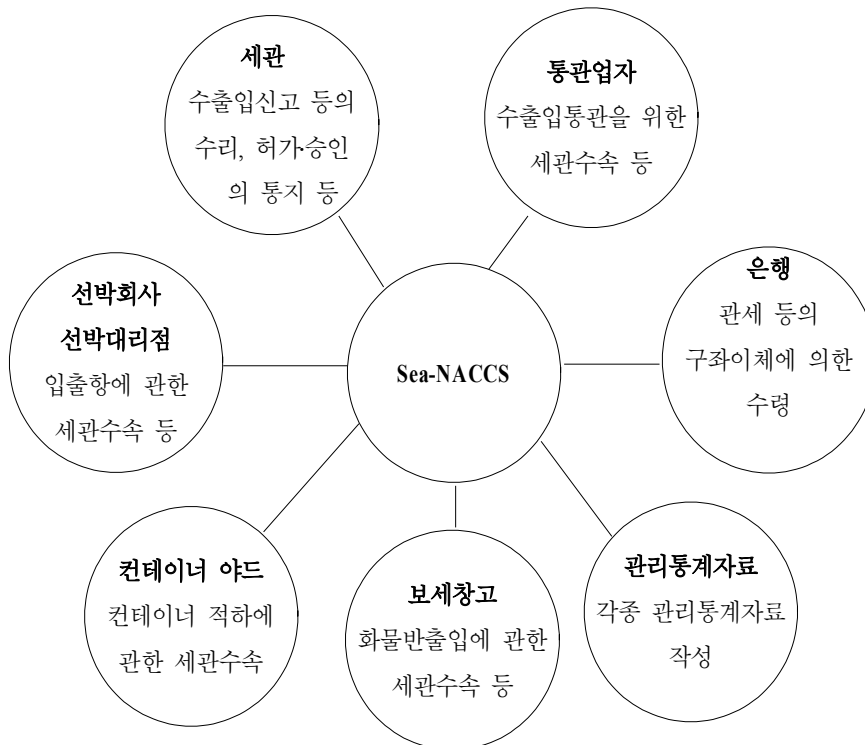 세관
수출입신고 등의
수리, 허가·승인
의 통지 등
통관업자
수출입통관을 위한
세관수속 등
선박회사
선박대리점
입출항에 관한
세관수속 등
Sea-NACCS
은행
관세 등의
구좌이체에 의한
수령
컨테이너 야드
컨테이너 적하에
관한 세관수속
보세창고
화물반출입에 관한
세관수속 등
관리통계자료
각종 관리통계자료
작성